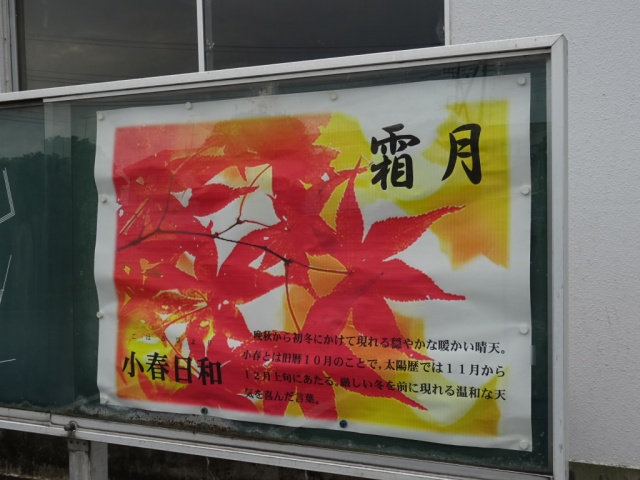 霜月
小春日和
晩秋から初冬にかけて現れる穏やかな暖かい晴天。
小春とは旧暦１０月のことで，太陽歴では１１月から
１２月上旬にあたる。厳しい冬を前に現れる温和な天
気を喜んだ言葉。